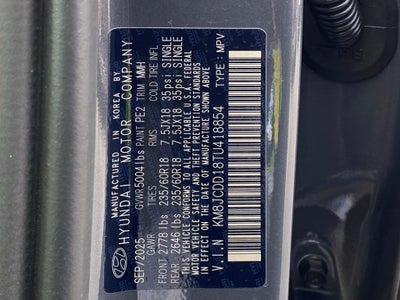 MANUFACTURED IN KOREA BY
HYUNDAI MOTOR COMPANY
SEP/2025 GVWR 5004lbs PAINT PE2 TRIM MMH
GAWR TIRES RIMS COLD TIRE INFL
FRONT 2778lbs 235/60R18 7.5JX18 35psi SINGLE
REAR 2646lbs 235/60R18 7.5JX18 35psi SINGLE
THIS VEHICLE CONFORMS TO ALL APPLICABLE U.S.A. FEDERAL
MOTOR VEHICLE SAFETY, BUMPER, AND THEFT PREVENTION STANDARDS
IN EFFECT ON THE DATE OF MANUFACTURE SHOWN ABOVE.
V.I.N KM8JCDD18TU418854 TYPE: MPV